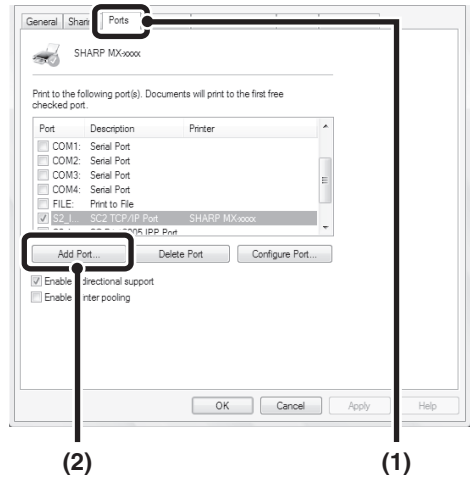 General Shari Ports
SHARP MX-xxxx
Print to the following port(s). Documents will print to the first free
checked port.
Port Description Printer
COM1: Serial Port
COM2: Serial Port
COM3: Serial Port
COM4: Serial Port
FILE: Print to File
S2_I... SC2 TCP/IP Port SHARP MX-xxxx
Add Port... Delete Port Configure Port...
Enable bidirectional support
Enable printer pooling
OK Cancel Apply Help
(2) (1)